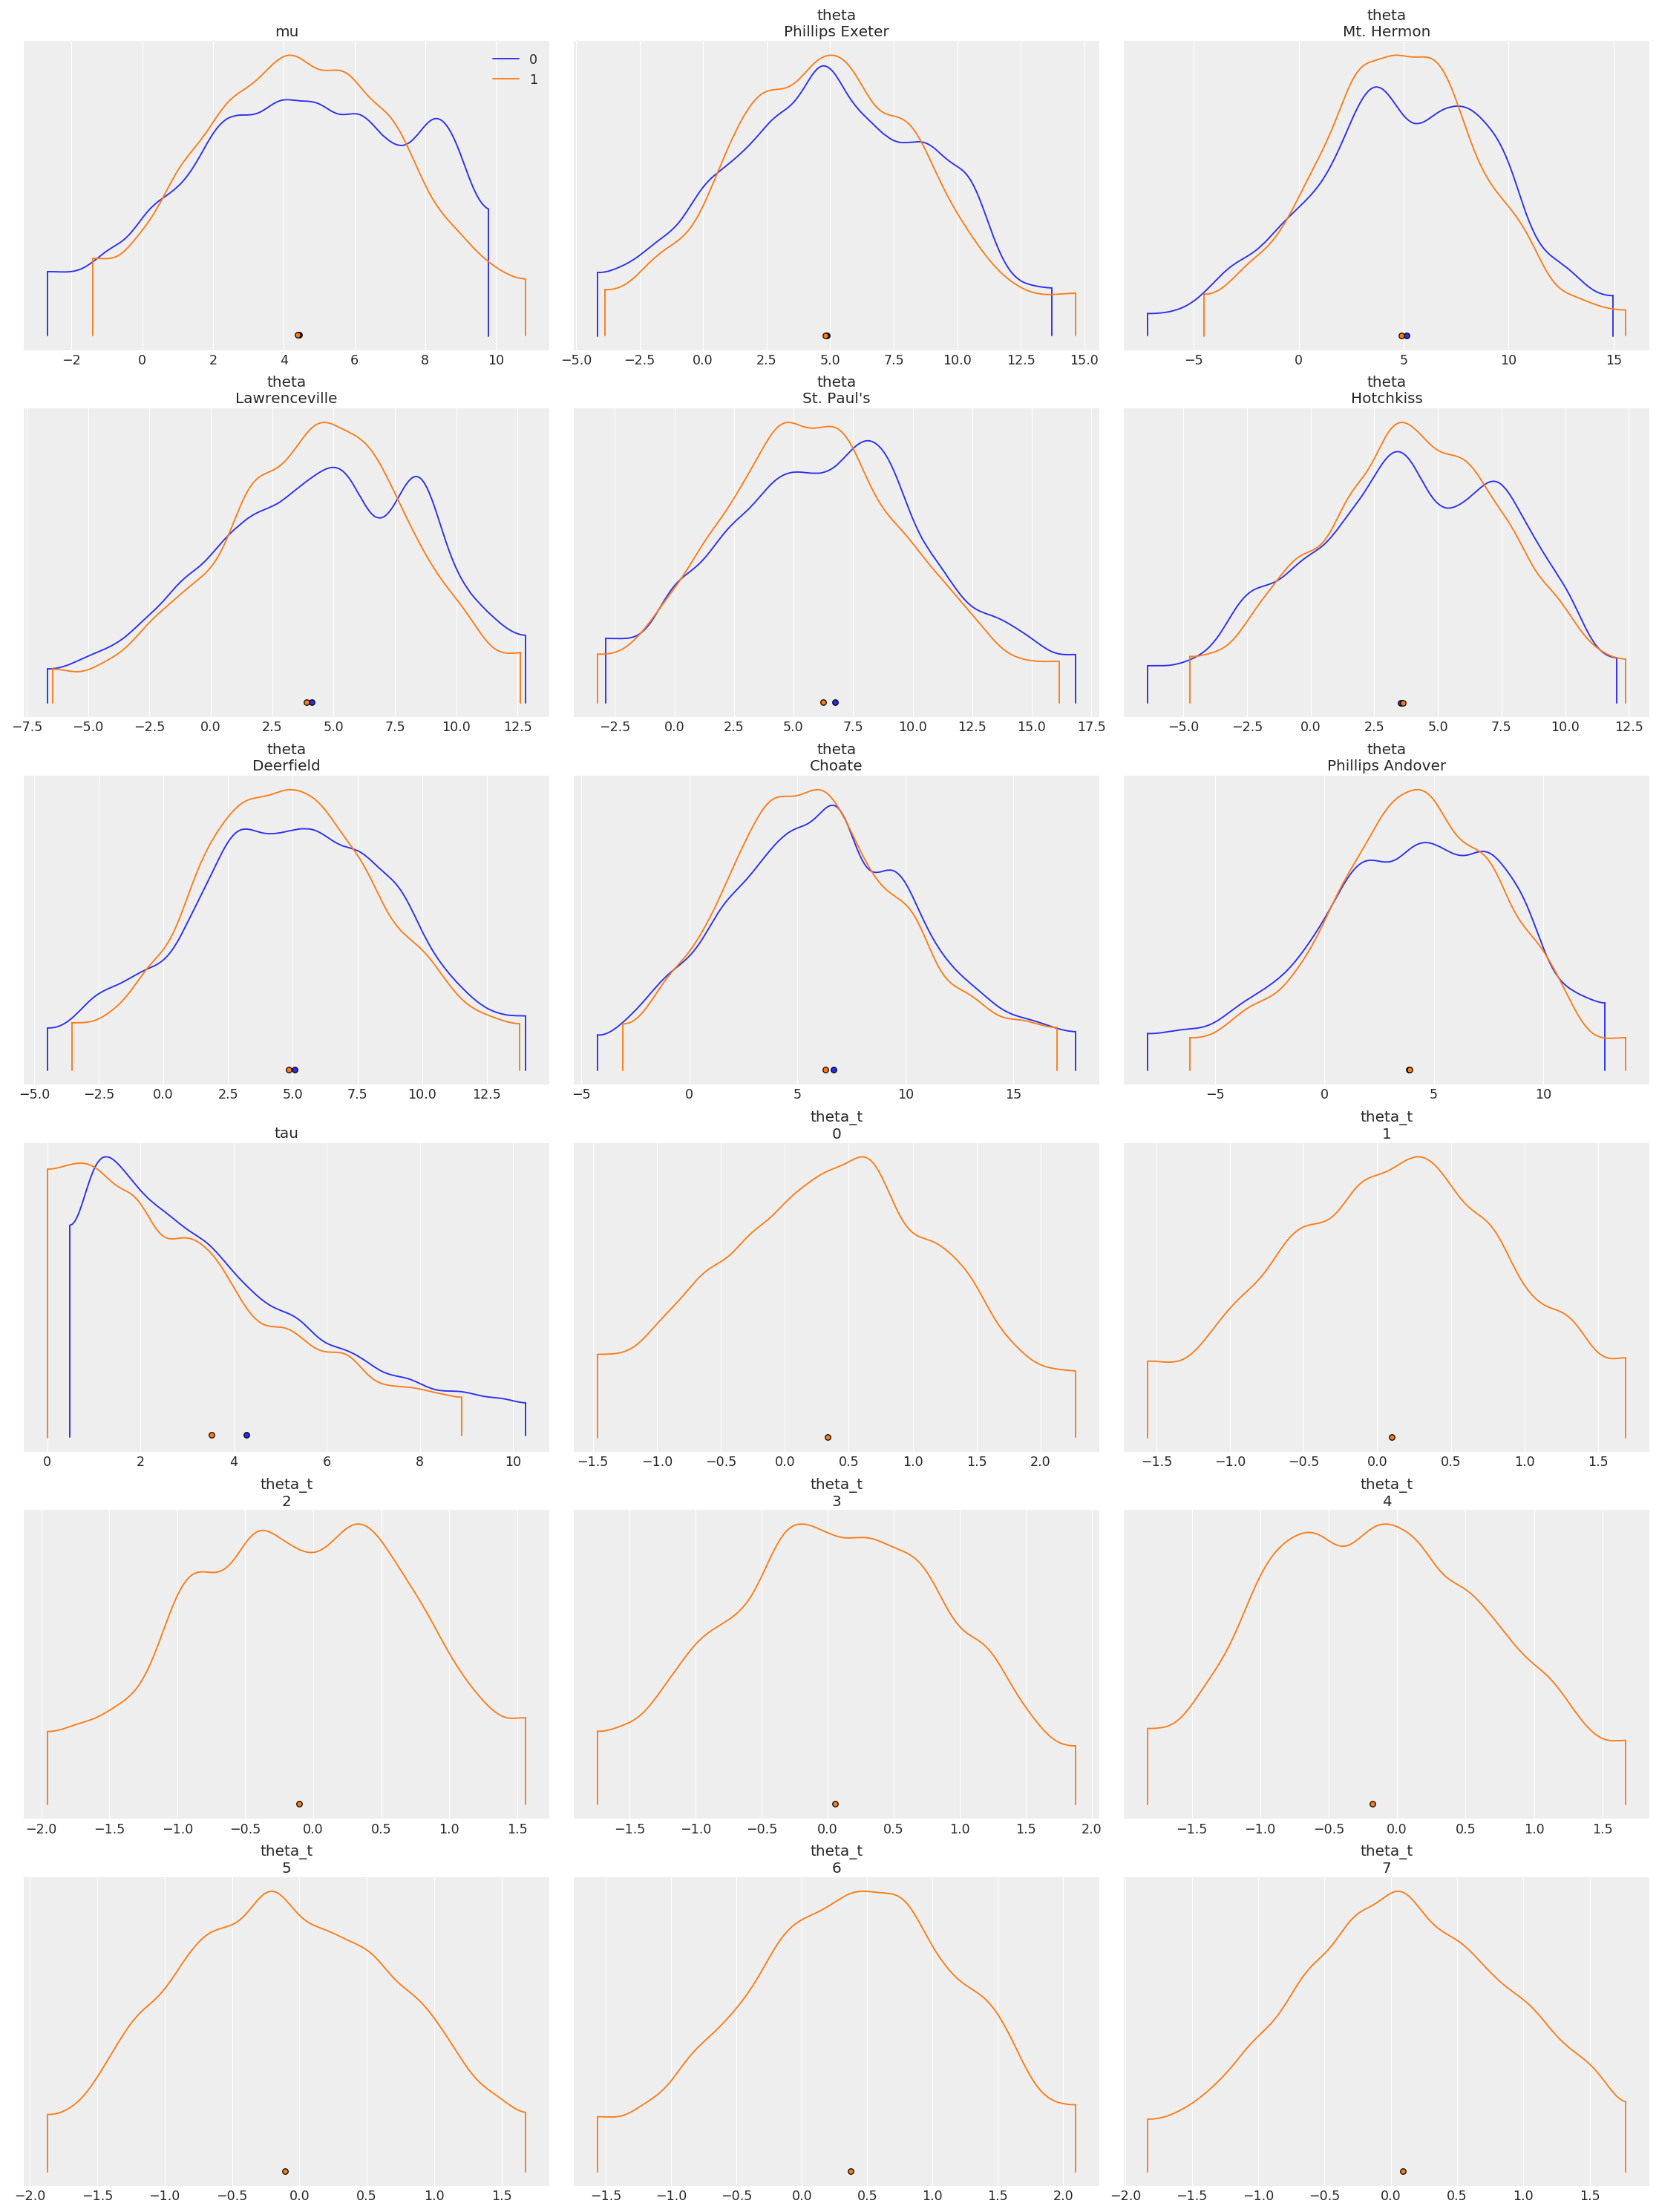 mu
0
1
−2 0 2 4 6 8 10
theta
Phillips Exeter
−5.0 −2.5 0.0 2.5 5.0 7.5 10.0 12.5 15.0
theta
Mt. Hermon
−5 0 5 10 15
theta
Lawrenceville
−7.5 −5.0 −2.5 0.0 2.5 5.0 7.5 10.0 12.5
theta
St. Paul's
−2.5 0.0 2.5 5.0 7.5 10.0 12.5 15.0 17.5
theta
Hotchkiss
−5.0 −2.5 0.0 2.5 5.0 7.5 10.0 12.5
theta
Deerfield
−5.0 −2.5 0.0 2.5 5.0 7.5 10.0 12.5
theta
Choate
−5 0 5 10 15
theta
Phillips Andover
−5 0 5 10
tau
0 2 4 6 8 10
theta_t
0
−1.5 −1.0 −0.5 0.0 0.5 1.0 1.5 2.0
theta_t
1
−1.5 −1.0 −0.5 0.0 0.5 1.0 1.5
theta_t
2
−2.0 −1.5 −1.0 −0.5 0.0 0.5 1.0 1.5
theta_t
3
−1.5 −1.0 −0.5 0.0 0.5 1.0 1.5 2.0
theta_t
4
−1.5 −1.0 −0.5 0.0 0.5 1.0 1.5
theta_t
5
−2.0 −1.5 −1.0 −0.5 0.0 0.5 1.0 1.5
theta_t
6
−1.5 −1.0 −0.5 0.0 0.5 1.0 1.5 2.0
theta_t
7
−2.0 −1.5 −1.0 −0.5 0.0 0.5 1.0 1.5